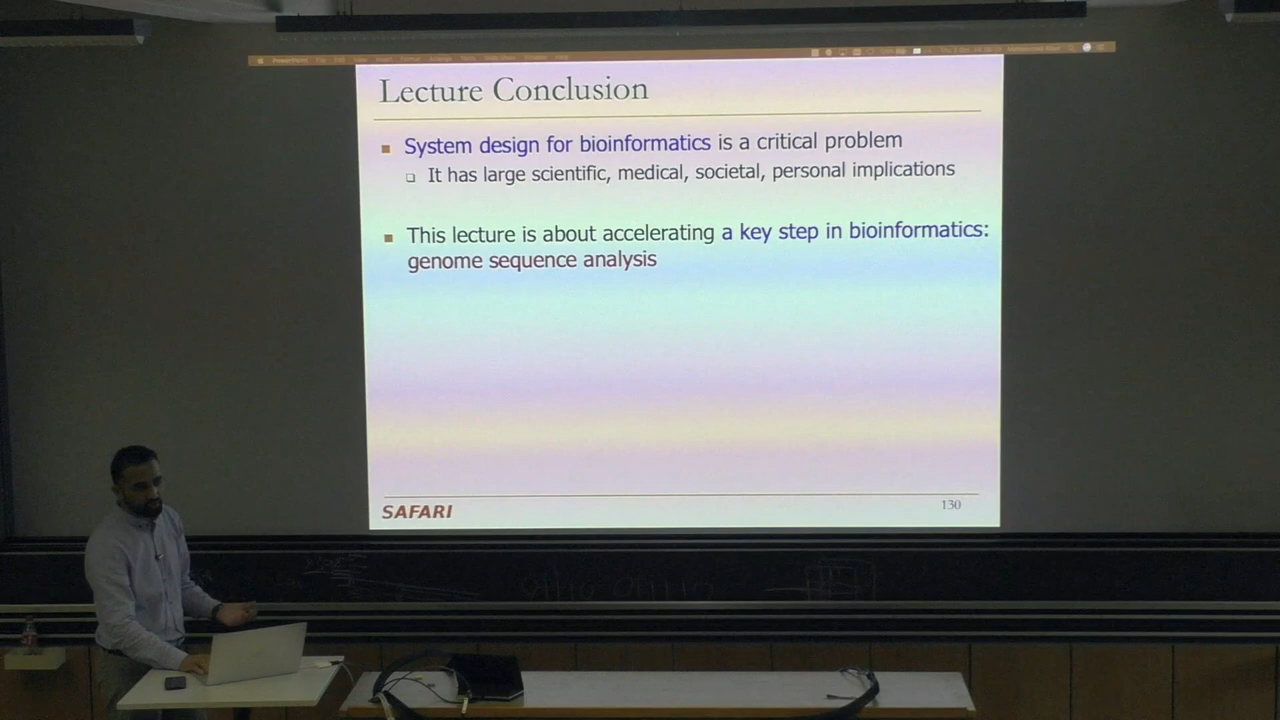 PowerPoint
Lecture Conclusion
System design for bioinformatics is a critical problem
It has large scientific, medical, societal, personal implications
This lecture is about accelerating a key step in bioinformatics:
genome sequence analysis
SAFARI
130